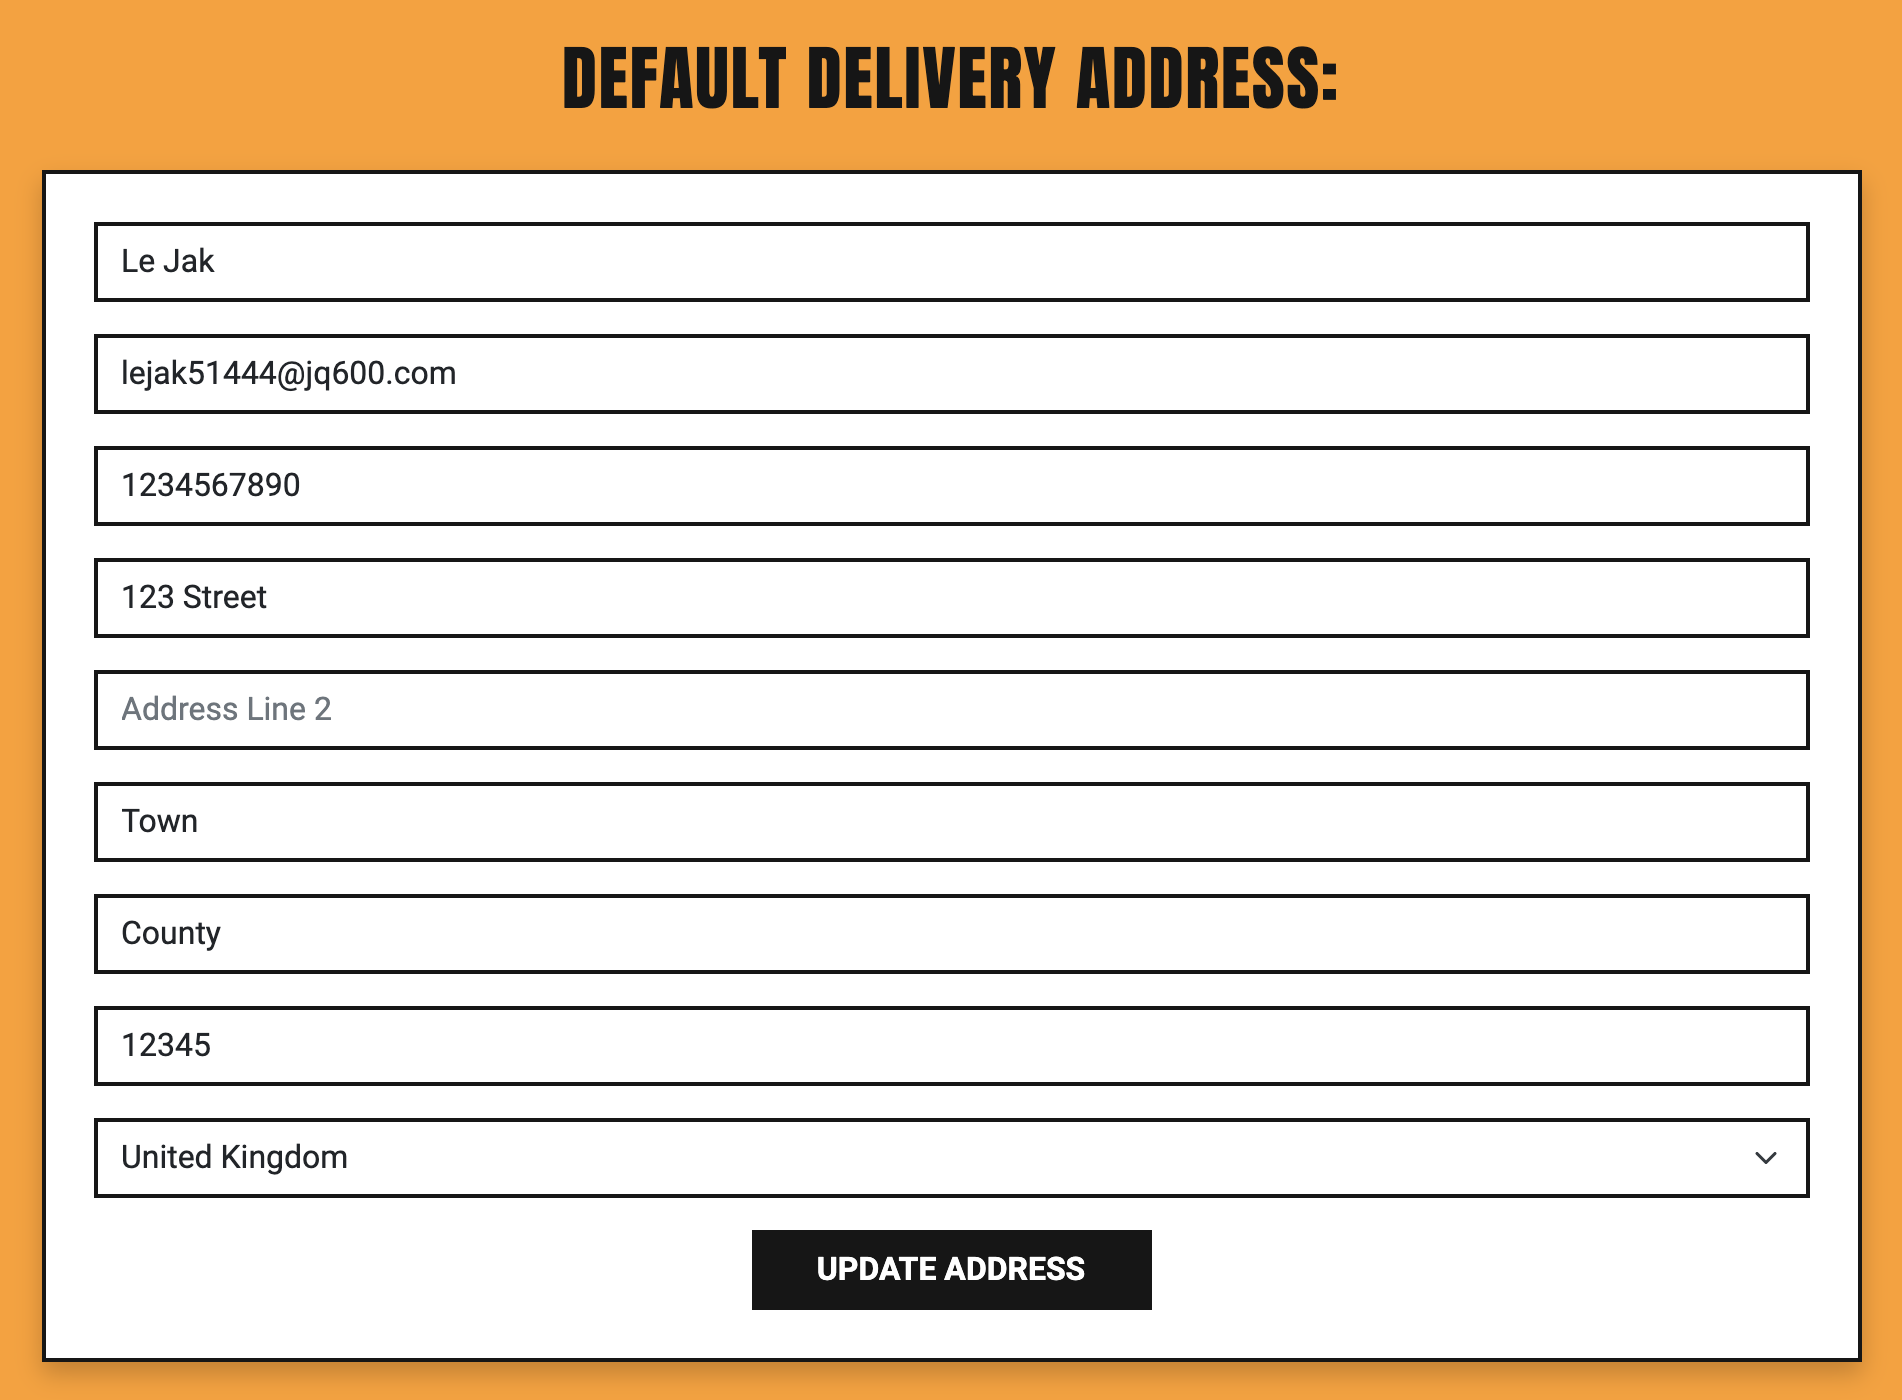 DEFAULT DELIVERY ADDRESS:
Le Jak
lejak51444@jq600.com
1234567890
123 Street
Address Line 2
Town
County
12345
United Kingdom
UPDATE ADDRESS